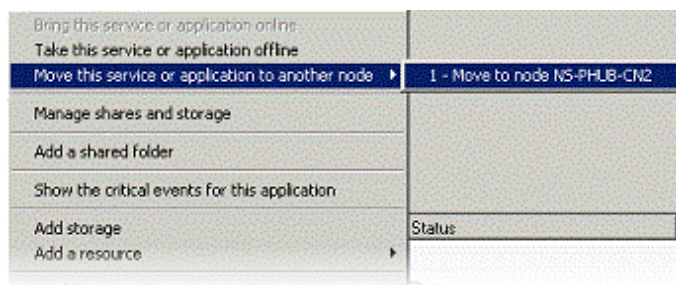 Bring this service or application online
Take this service or application offline
Move this service or application to another node
1 - Move to node NS-PHUB-CN2
Manage shares and storage
Add a shared folder
Show the critical events for this application
Add storage
Status
Add a resource